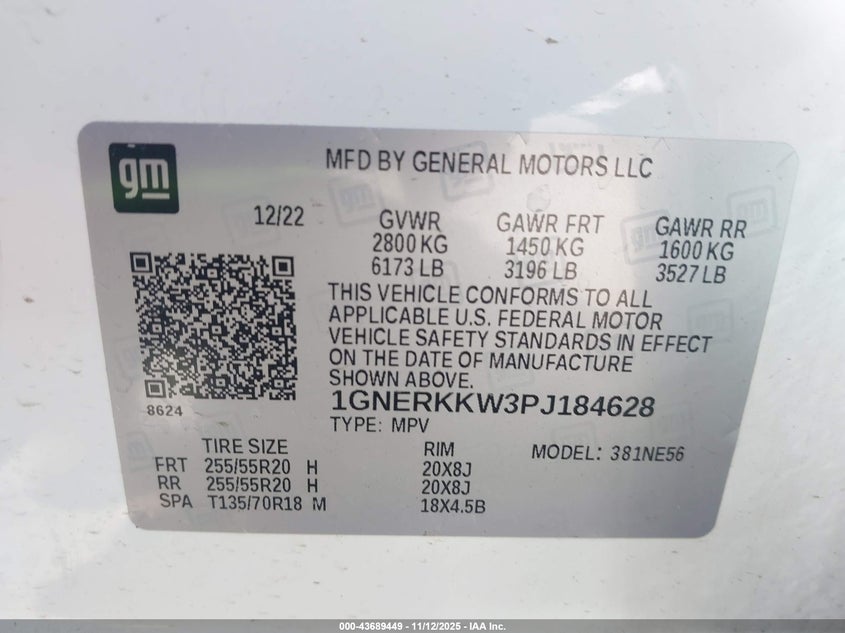 gm
MFD BY GENERAL MOTORS LLC
12/22
GVWR
2800 KG
6173 LB
GAWR FRT
1450 KG
3196 LB
GAWR RR
1600 KG
3527 LB
THIS VEHICLE CONFORMS TO ALL
APPLICABLE U.S. FEDERAL MOTOR
VEHICLE SAFETY STANDARDS IN EFFECT
ON THE DATE OF MANUFACTURE
SHOWN ABOVE.
8624
1GNERKKW3PJ184628
TYPE: MPV
TIRE SIZE RIM MODEL: 381NE56
FRT 255/55R20 H 20X8J
RR 255/55R20 H 20X8J
SPA T135/70R18 M 18X4.5B
000-43689449 - 11/12/2025 - IAA Inc.